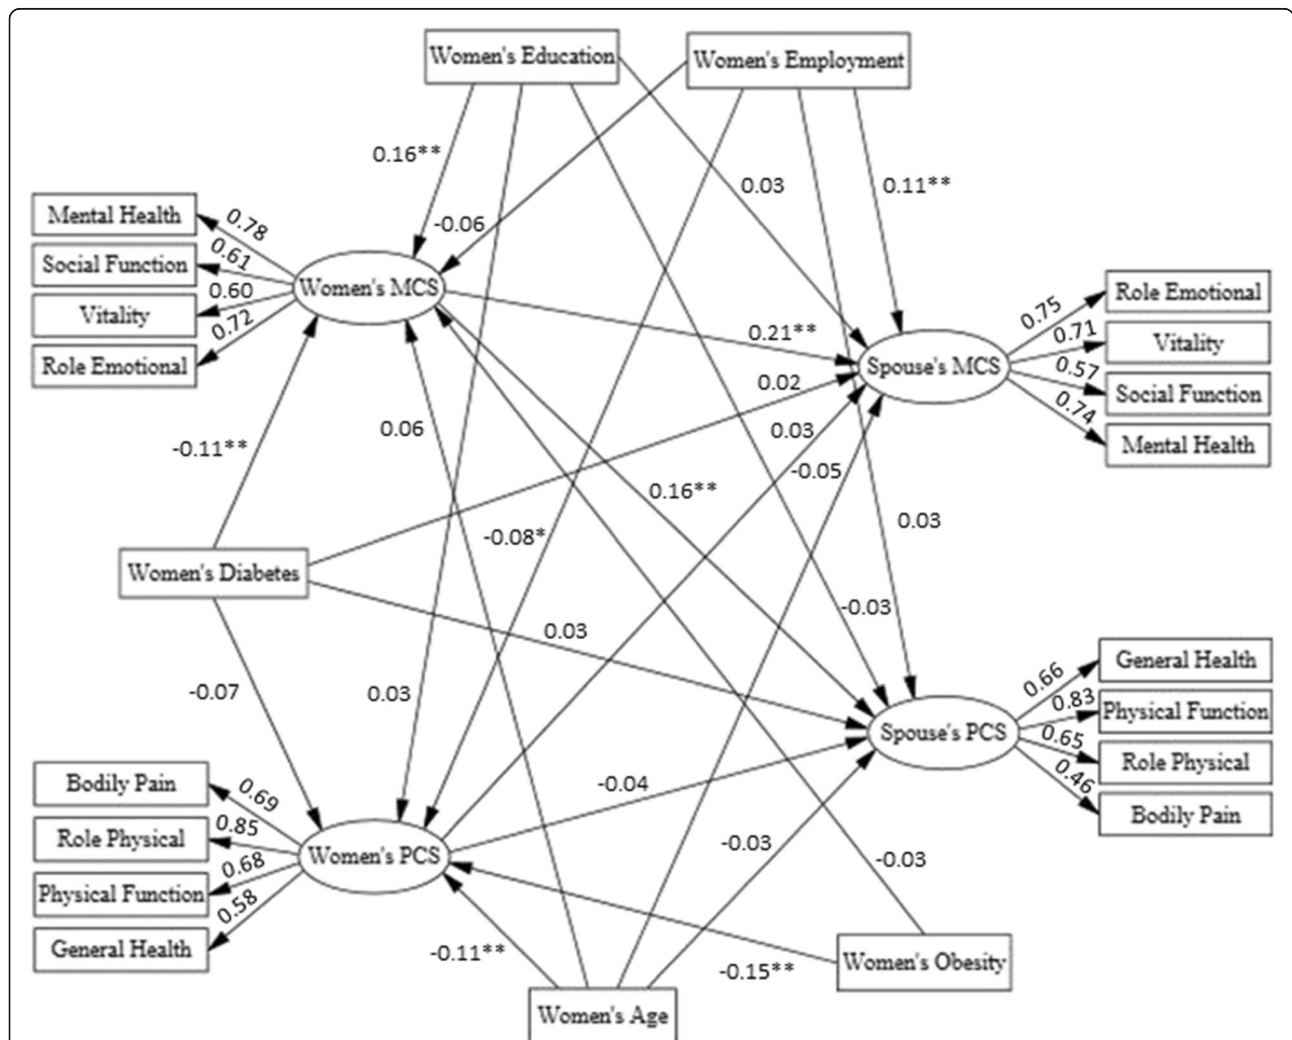 Women's Education
Women's Employment
0.16**
0.03
0.11**
-0.06
Mental Health
0.78
Social Function
0.61
Vitality
0.60
Role Emotional
0.72
Women's MCS
0.21**
0.02
0.03
-0.05
Spouse's MCS
0.75
Role Emotional
0.71
Vitality
0.57
Social Function
0.74
Mental Health
-0.11**
0.06
0.16**
-0.08*
0.03
Women's Diabetes
0.03
-0.03
-0.07
0.03
Spouse's PCS
0.66
General Health
0.83
Physical Function
0.65
Role Physical
0.46
Bodily Pain
Bodily Pain
0.69
Role Physical
0.85
Physical Function
0.68
General Health
0.58
Women's PCS
-0.04
-0.03
-0.03
-0.11**
-0.15**
Women's Obesity
Women's Age